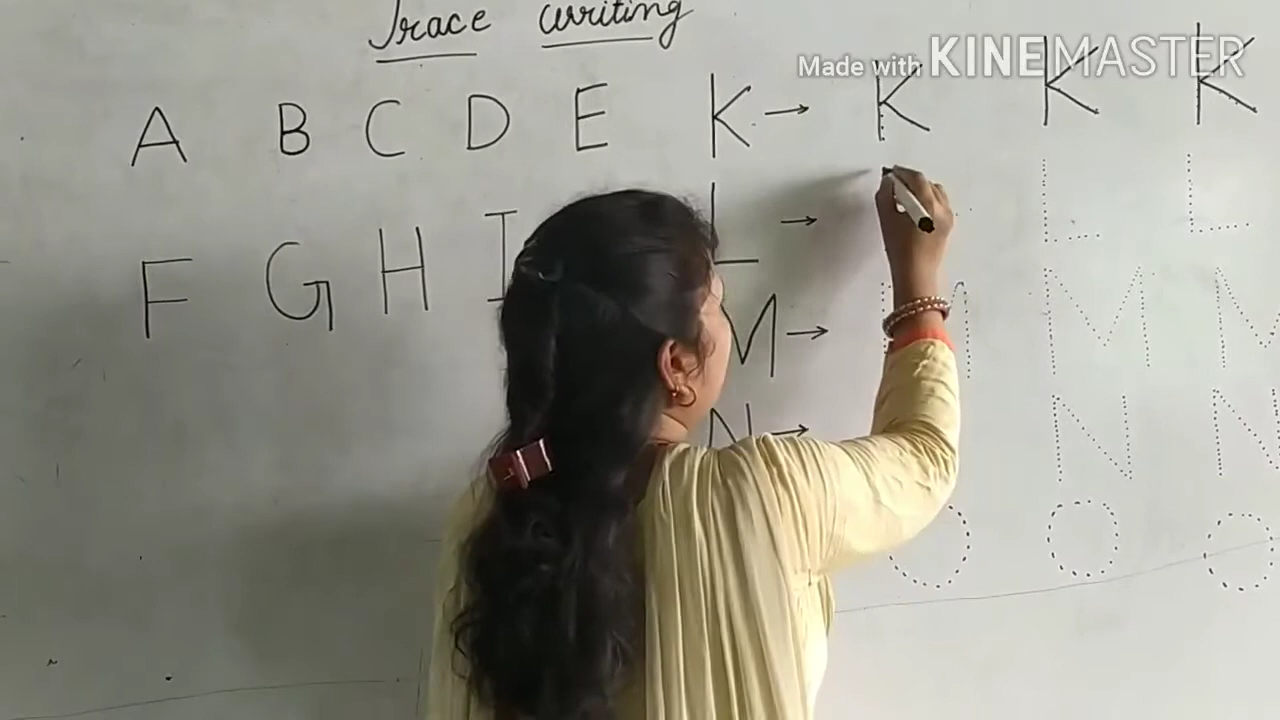 Trace writing
Made with KINEMASTER
A B C D E K → K K K
F G H I L → L L
M → M M M
N → N N
O O O